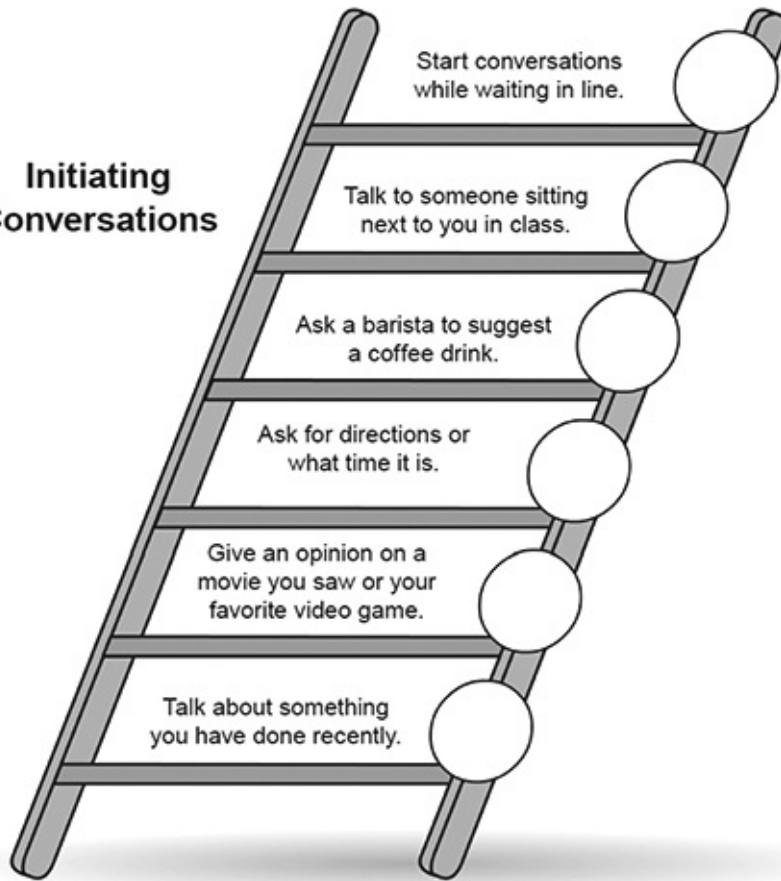 Initiating
Conversations
Start conversations
while waiting in line.
Talk to someone sitting
next to you in class.
Ask a barista to suggest
a coffee drink.
Ask for directions or
what time it is.
Give an opinion on a
movie you saw or your
favorite video game.
Talk about something
you have done recently.